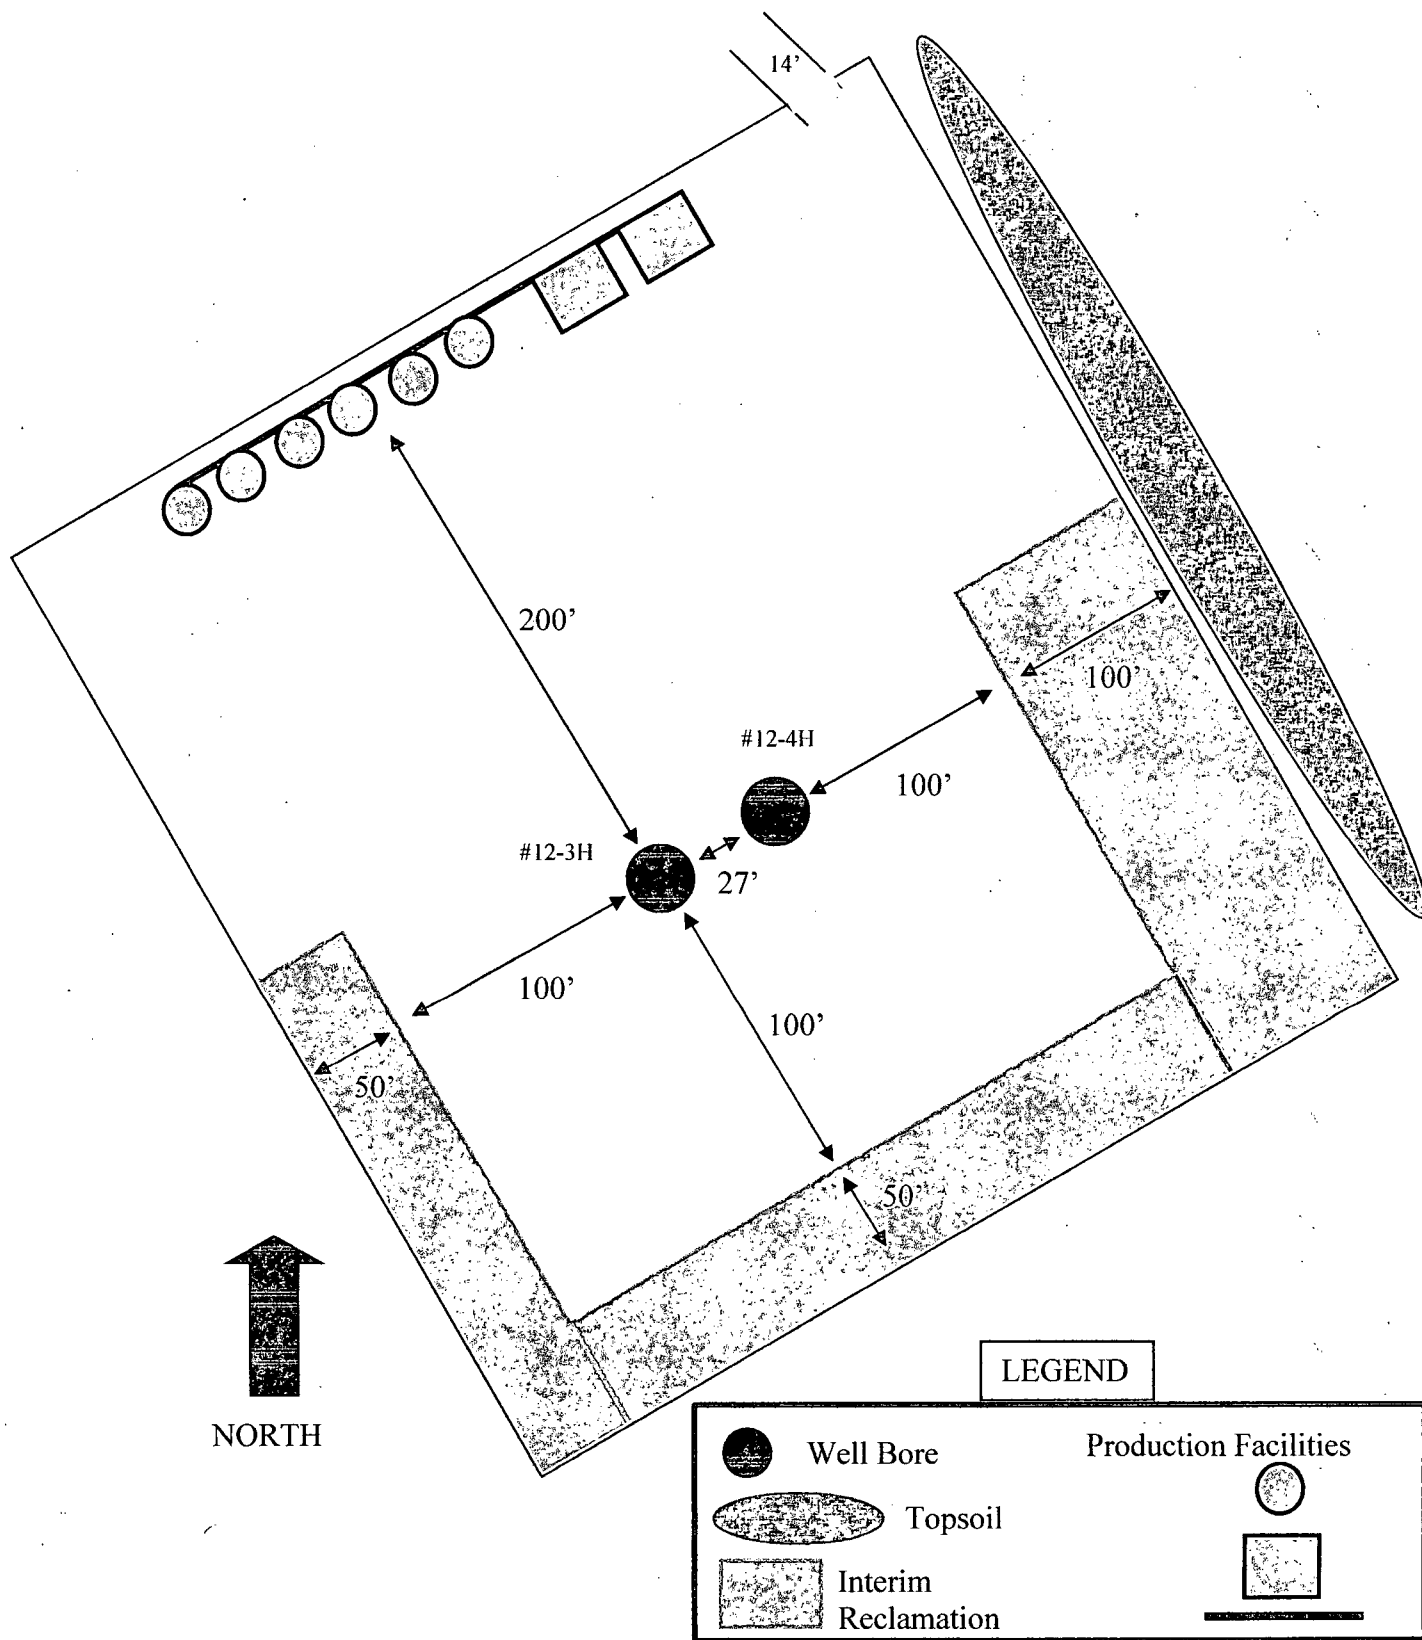 14’
200’
100’
#12-4H
100’
#12-3H
27’
100’
100’
50’
50’
NORTH
LEGEND
Well Bore
Production Facilities
Topsoil
Interim
Reclamation